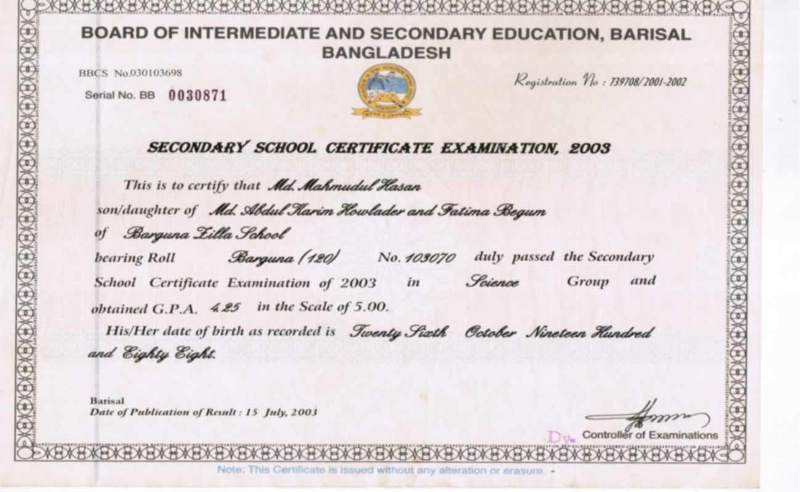 BOARD OF INTERMEDIATE AND SECONDARY EDUCATION, BARISAL
BANGLADESH
BBCS No.030103698
Registration No : 739708/2001-2002
Serial No. BB 0030871
SECONDARY SCHOOL CERTIFICATE EXAMINATION, 2003
This is to certify that Md. Mahmudul Hasan
son/daughter of Md. Abdul Karim Howlader and Fatima Begum
of Barguna Zilla School
bearing Roll Barguna (120) No. 103070 duly passed the Secondary
School Certificate Examination of 2003 in Science Group and
obtained G.P.A. 4.25 in the Scale of 5.00.
His/Her date of birth as recorded is Twenty Sixth October Nineteen Hundred
and Eighty Eight.
Barisal
Date of Publication of Result : 15 July, 2003
Dy. Controller of Examinations
Note: This Certificate is issued without any alteration or erasure.